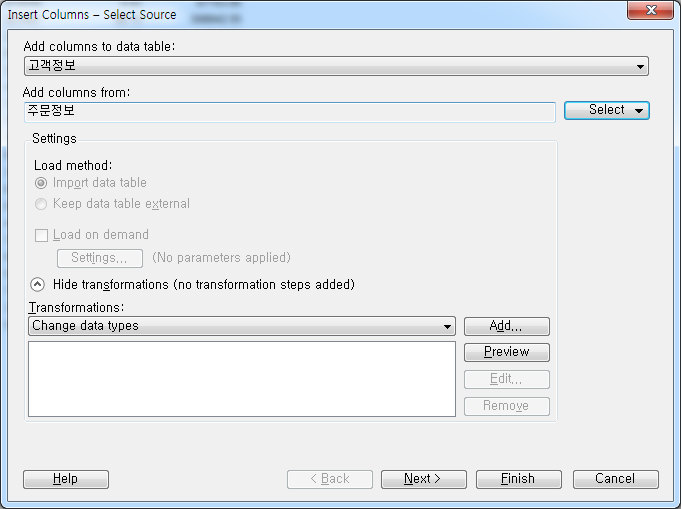 Insert Columns – Select Source
Add columns to data table:
고객정보
Add columns from:
주문정보
Select
Settings
Load method:
Import data table
Keep data table external
Load on demand
Settings... (No parameters applied)
Hide transformations (no transformation steps added)
Transformations:
Change data types
Add...
Preview
Edit...
Remove
Help
< Back
Next >
Finish
Cancel